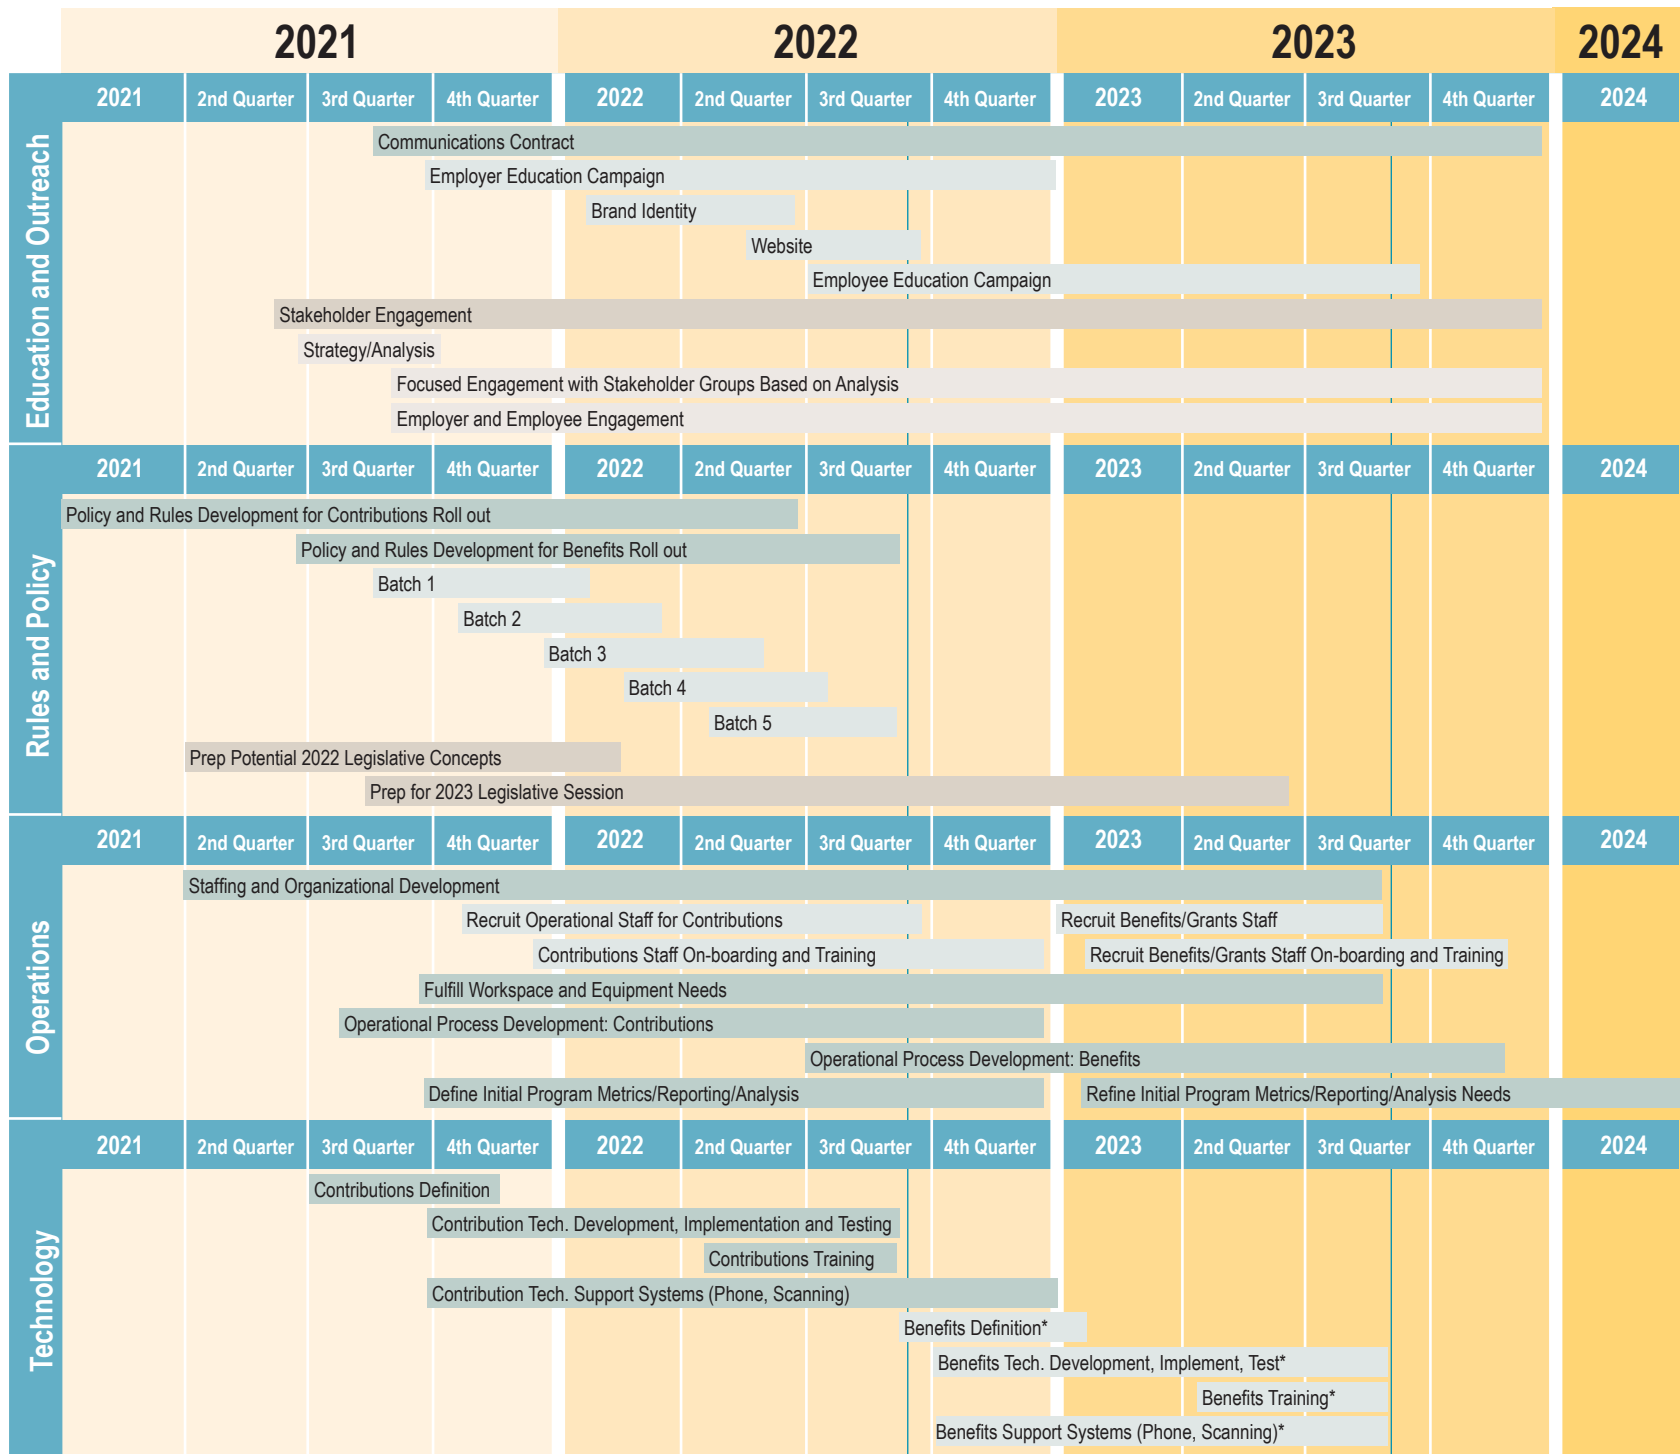 2021 2022 2023 2024
Education and Outreach
2021 2nd Quarter 3rd Quarter 4th Quarter 2022 2nd Quarter 3rd Quarter 4th Quarter 2023 2nd Quarter 3rd Quarter 4th Quarter 2024
Communications Contract
Employer Education Campaign
Brand Identity
Website
Employee Education Campaign
Stakeholder Engagement
Strategy/Analysis
Focused Engagement with Stakeholder Groups Based on Analysis
Employer and Employee Engagement
Rules and Policy
2021 2nd Quarter 3rd Quarter 4th Quarter 2022 2nd Quarter 3rd Quarter 4th Quarter 2023 2nd Quarter 3rd Quarter 4th Quarter 2024
Policy and Rules Development for Contributions Roll out
Policy and Rules Development for Benefits Roll out
Batch 1
Batch 2
Batch 3
Batch 4
Batch 5
Prep Potential 2022 Legislative Concepts
Prep for 2023 Legislative Session
Operations
2021 2nd Quarter 3rd Quarter 4th Quarter 2022 2nd Quarter 3rd Quarter 4th Quarter 2023 2nd Quarter 3rd Quarter 4th Quarter 2024
Staffing and Organizational Development
Recruit Operational Staff for Contributions Recruit Benefits/Grants Staff
Contributions Staff On-boarding and Training Recruit Benefits/Grants Staff On-boarding and Training
Fulfill Workspace and Equipment Needs
Operational Process Development: Contributions
Operational Process Development: Benefits
Define Initial Program Metrics/Reporting/Analysis Refine Initial Program Metrics/Reporting/Analysis Needs
Technology
2021 2nd Quarter 3rd Quarter 4th Quarter 2022 2nd Quarter 3rd Quarter 4th Quarter 2023 2nd Quarter 3rd Quarter 4th Quarter 2024
Contributions Definition
Contribution Tech. Development, Implementation and Testing
Contributions Training
Contribution Tech. Support Systems (Phone, Scanning)
Benefits Definition*
Benefits Tech. Development, Implement, Test*
Benefits Training*
Benefits Support Systems (Phone, Scanning)*